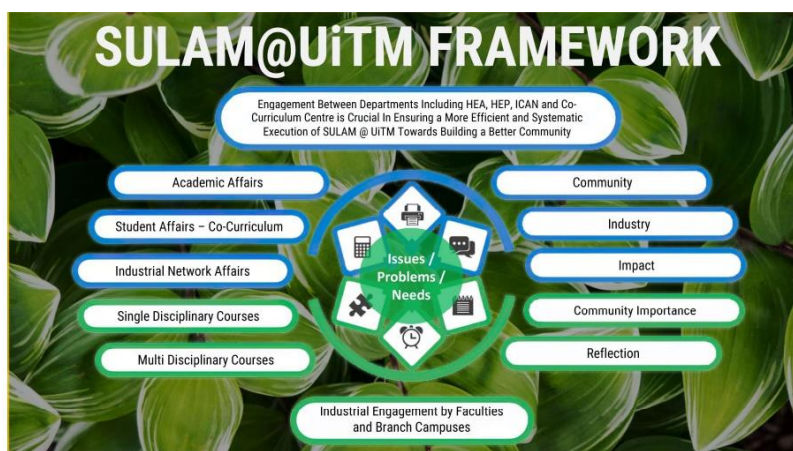 SULAM@UiTM FRAMEWORK
Engagement Between Departments Including HEA, HEP, ICAN and Co-
Curriculum Centre is Crucial In Ensuring a More Efficient and Systematic
Execution of SULAM @ UiTM Towards Building a Better Community
Academic Affairs
Student Affairs – Co-Curriculum
Industrial Network Affairs
Single Disciplinary Courses
Multi Disciplinary Courses
Issues /
Problems /
Needs
Community
Industry
Impact
Community Importance
Reflection
Industrial Engagement by Faculties
and Branch Campuses